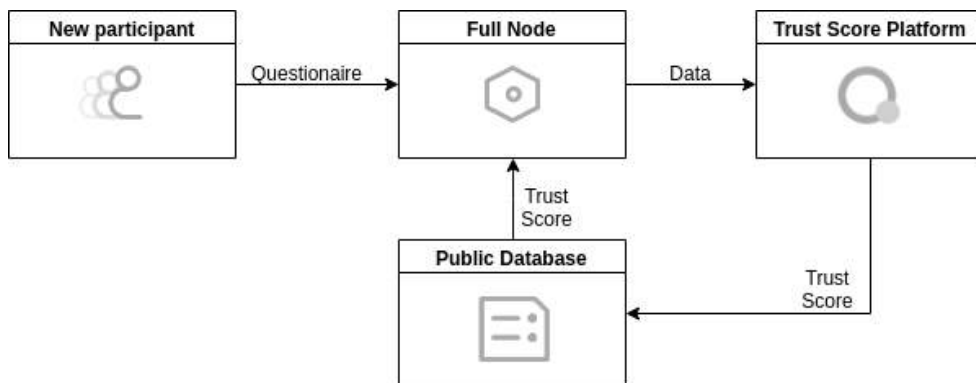 New participant
Full Node
Trust Score Platform
Questionaire
Data
Trust
Score
Public Database
Trust
Score